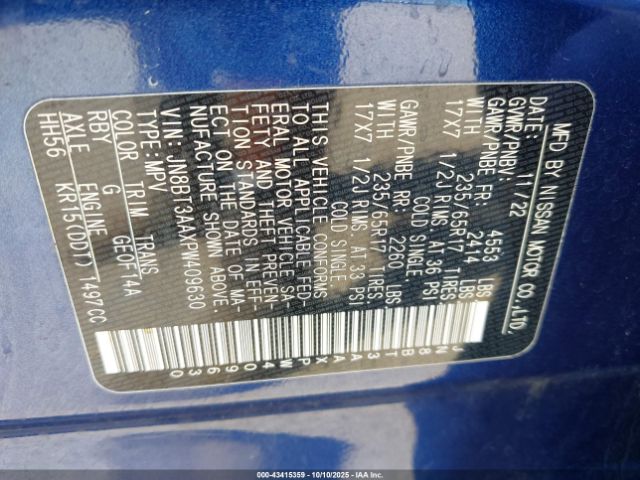 MFD BY NISSAN MOTOR CO.,LTD.
DATE: 11/22
GVWR/PNBV: 4553 LBS
GAWR/PNBE FR: 2414 LBS
WITH 235/65R17 TIRES
17X7 1/2J RIMS AT 36 PSI
COLD SINGLE
GAWR/PNBE RR 2260 LBS
WITH 235/65R17 TIRES
17X7 1/2J RIMS AT 33 PSI
COLD SINGLE
THIS VEHICLE CONFORMS
TO ALL APPLICABLE FED-
ERAL MOTOR VEHICLE SA-
FETY AND THEFT PREVEN-
TION STANDARDS IN EFF-
ECT ON THE DATE OF MA-
NUFACTURE SHOWN ABOVE.
VIN: JN8BT3AAXPW409630
TYPE: MPV
COLOR TRIM TRANS
RBY G GE0F14A
AXLE ENGINE
HH56 KR15(DDT) 1497CC
JN8BT3AAXPW409630
000-43415359 | 10/10/2025 | Copyright © IAA, LLC